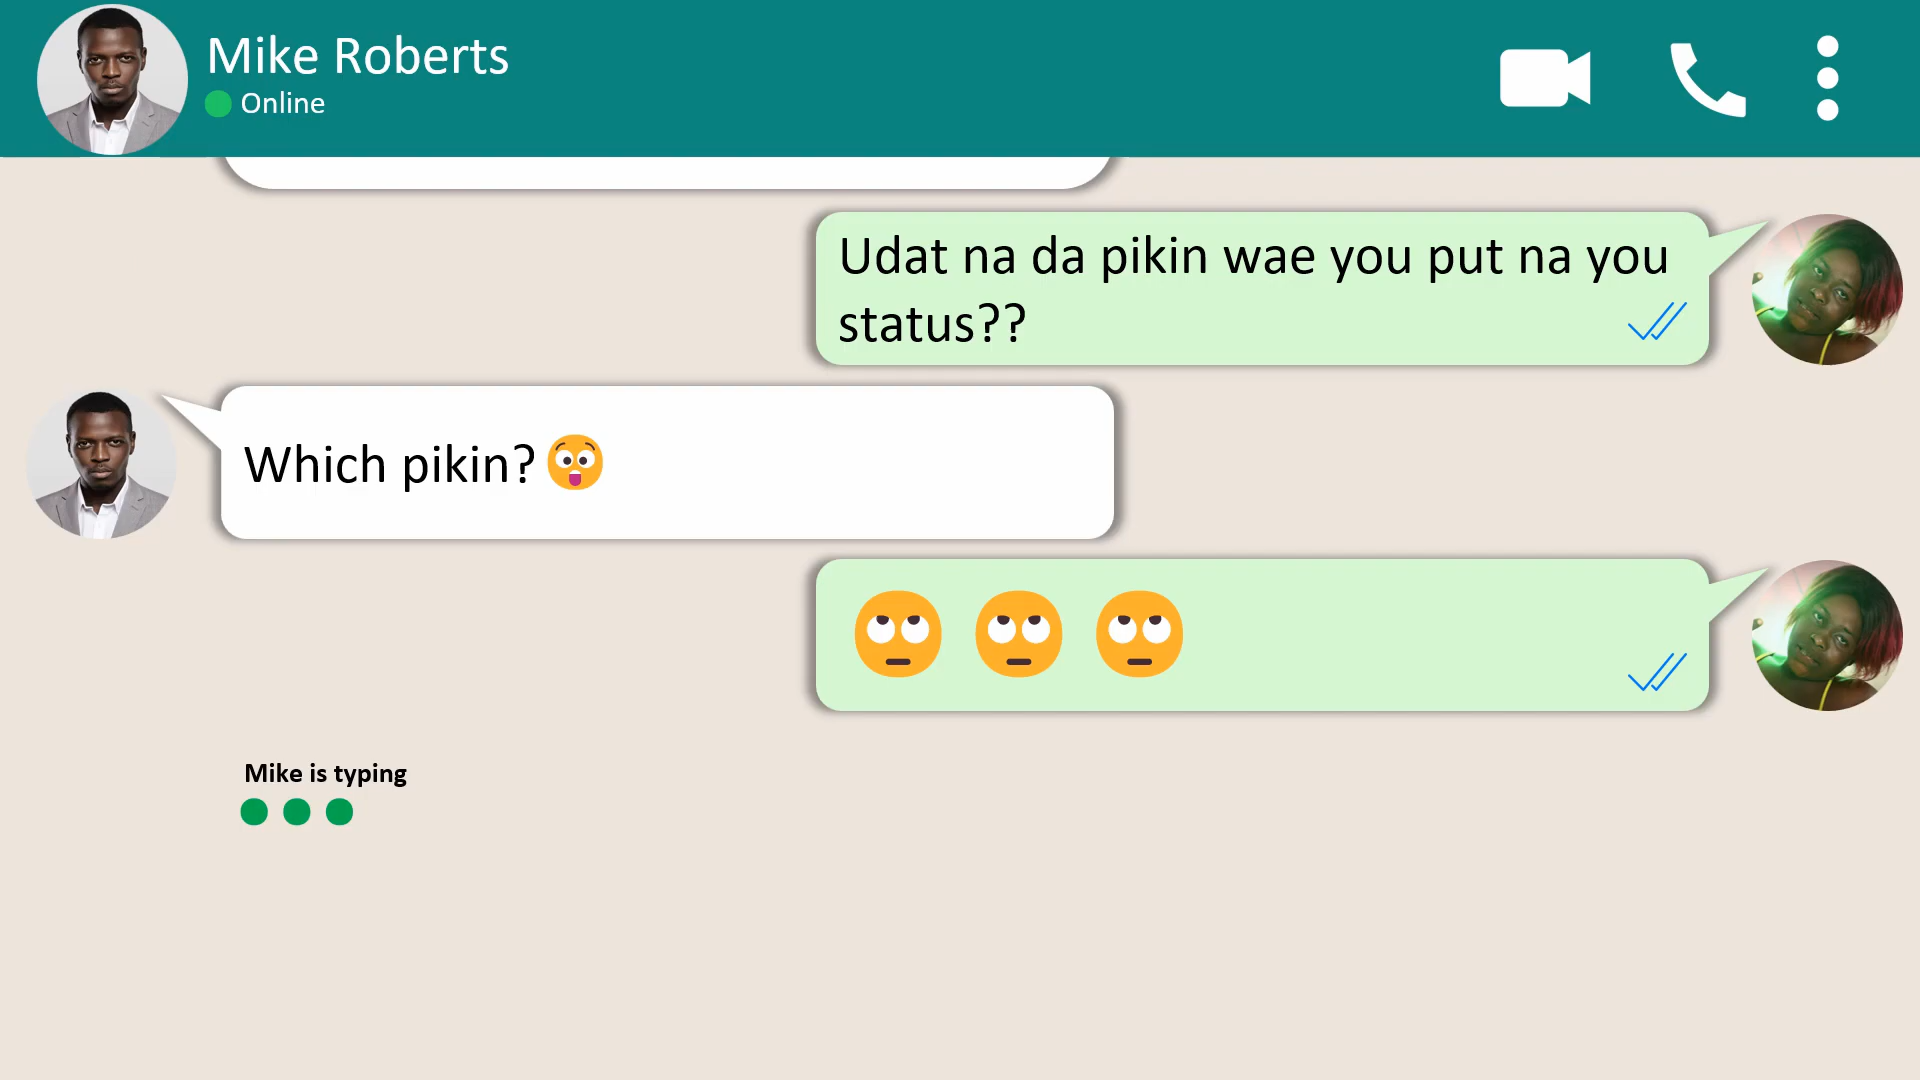 Mike Roberts
Online
Udat na da pikin wae you put na you
status??
Which pikin?😲
🙄 🙄 🙄
Mike is typing